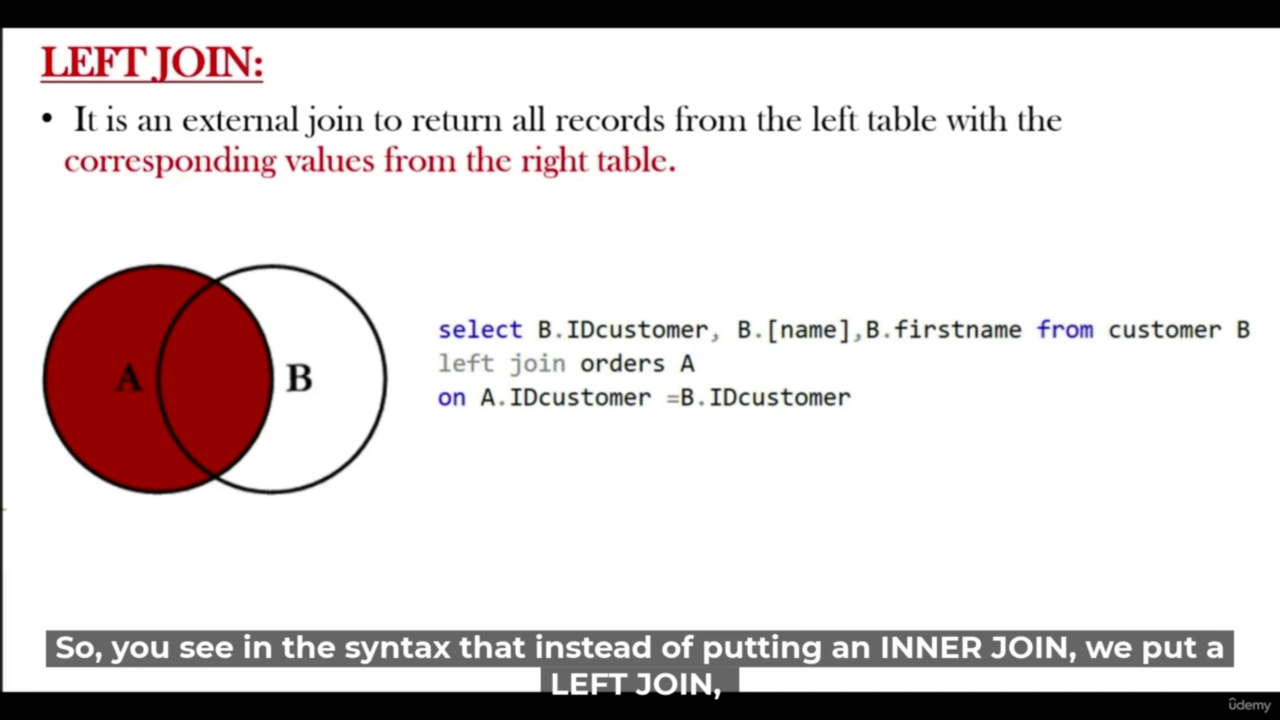 LEFT JOIN:
• It is an external join to return all records from the left table with the
corresponding values from the right table.
A
B
select B.IDcustomer, B.[name],B.firstname from customer B
left join orders A
on A.IDcustomer =B.IDcustomer
So, you see in the syntax that instead of putting an INNER JOIN, we put a
LEFT JOIN,
ûdemy